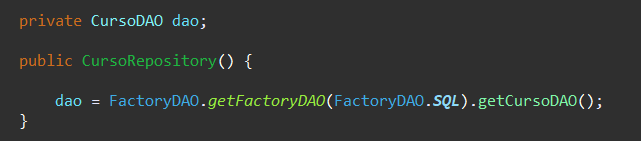 private CursoDAO dao;
public CursoRepository() {
dao = FactoryDAO.getFactoryDAO(FactoryDAO.SQL).getCursoDAO();
}